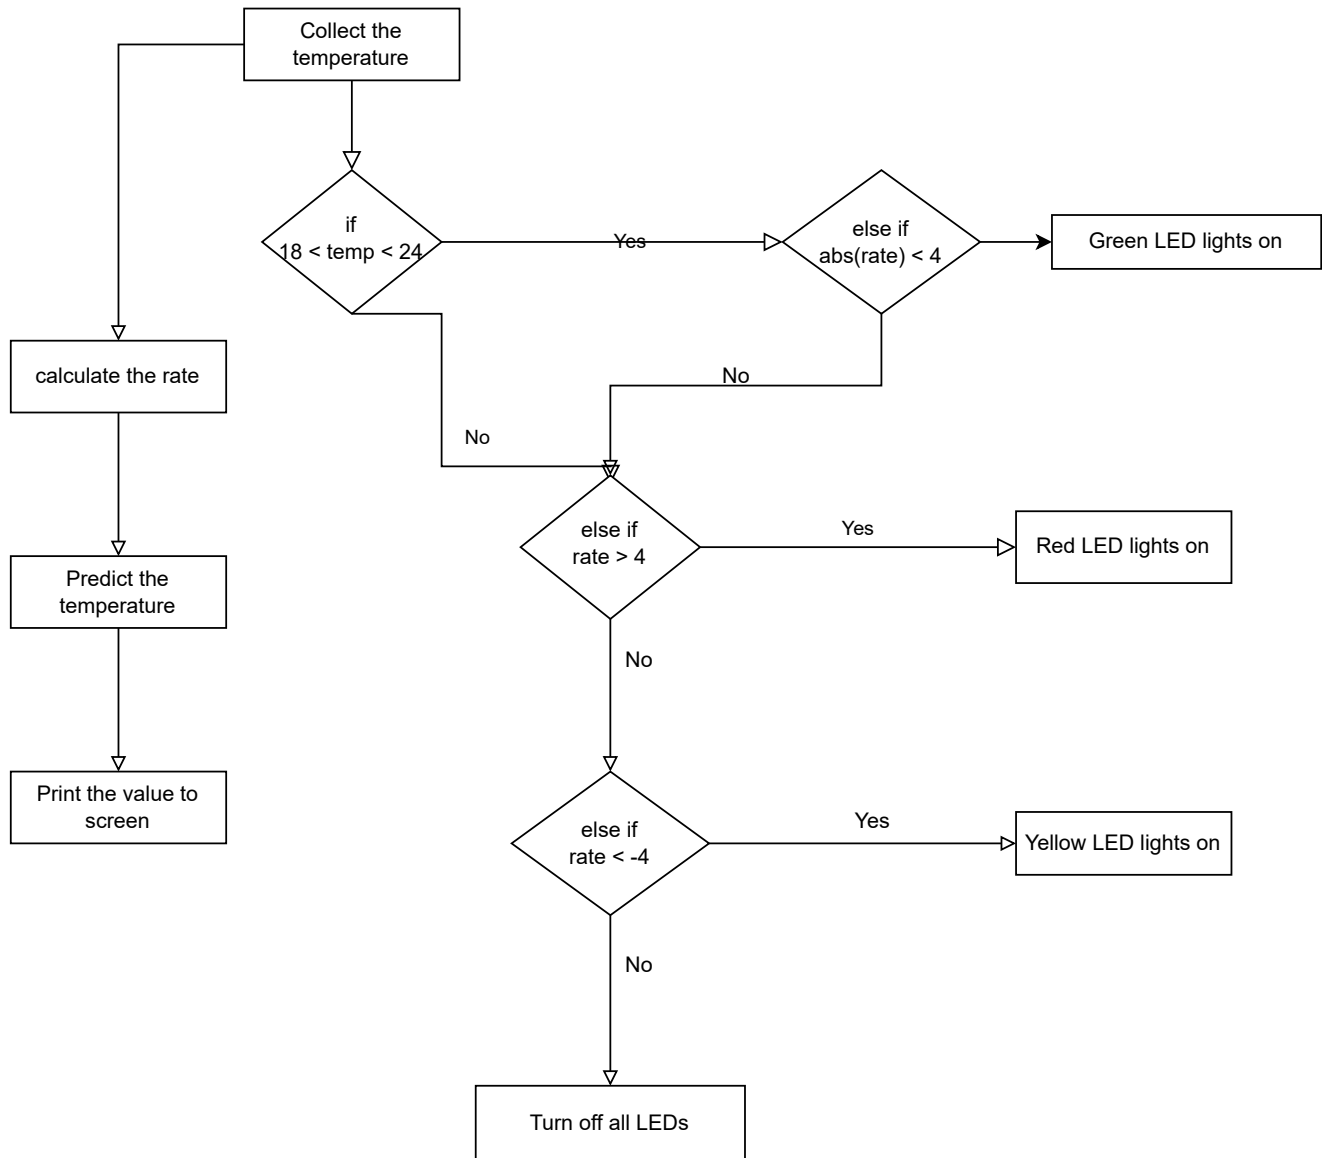 Collect the
temperature
if
18 < temp < 24
Yes
else if
abs(rate) < 4
Green LED lights on
calculate the rate
No
No
else if
rate > 4
Yes
Red LED lights on
Predict the
temperature
No
Print the value to
screen
else if
rate < -4
Yes
Yellow LED lights on
No
Turn off all LEDs